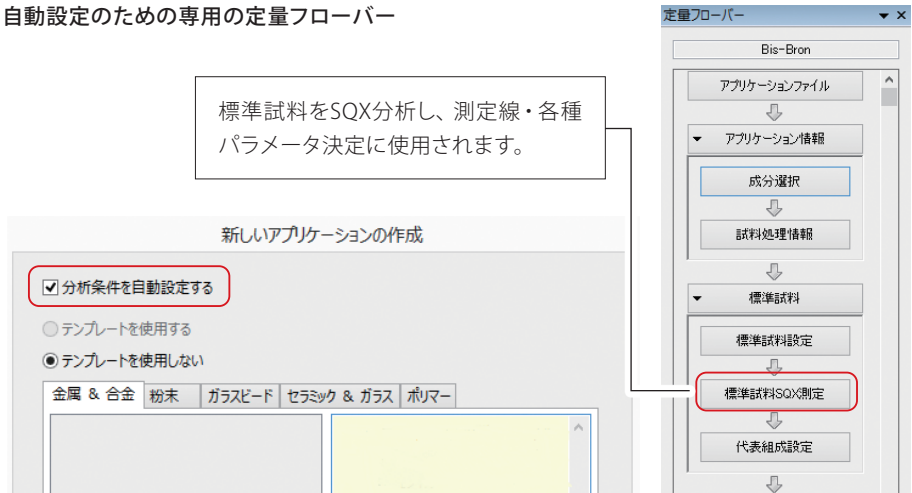 自動設定のための専用の定量フローバー
標準試料をSQX分析し、測定線・各種
パラメータ決定に使用されます。
新しいアプリケーションの作成
分析条件を自動設定する
テンプレートを使用する
テンプレートを使用しない
金属 & 合金 粉末 ガラスビード セラミック & ガラス ポリマー
定量フローバー
Bis-Bron
アプリケーションファイル
アプリケーション情報
成分選択
試料処理情報
標準試料
標準試料設定
標準試料SQX測定
代表組成設定